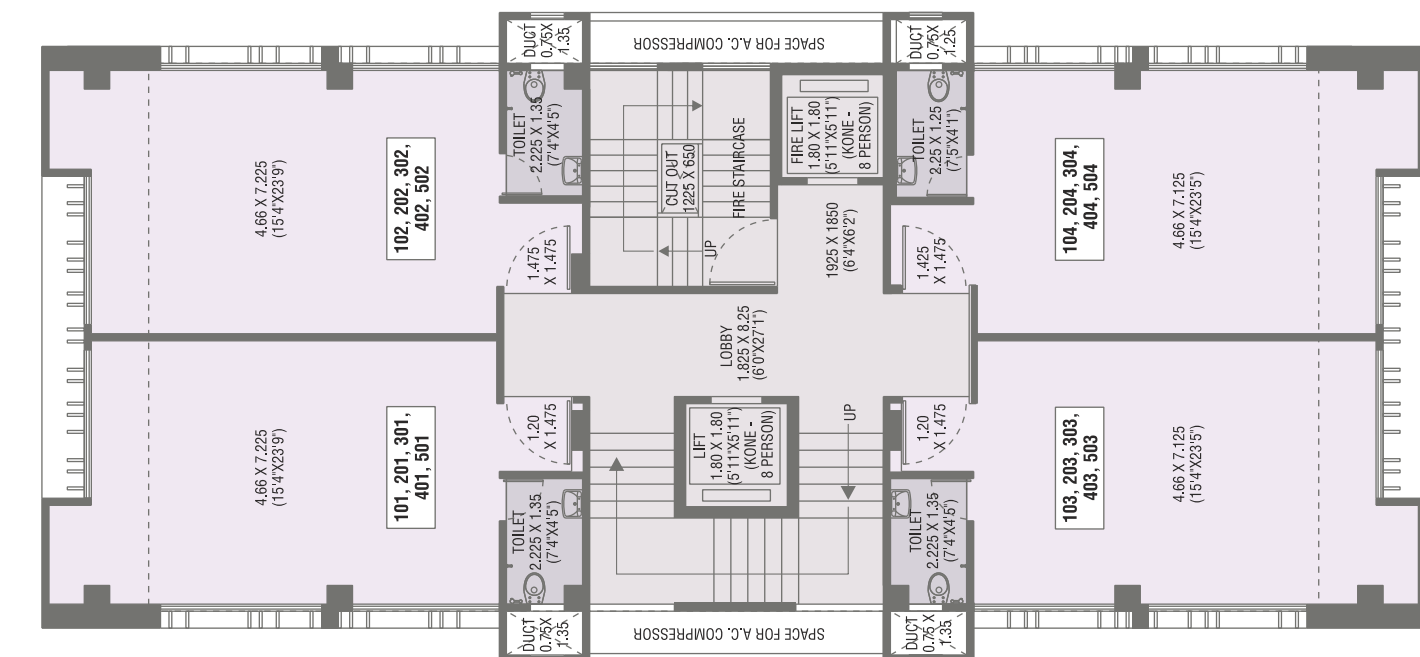 DUCT
0.75X
1.35
SPACE FOR A.C. COMPRESSOR
DUCT
0.75X
1.25
4.66 X 7.225
(15'4"X23'9")
102, 202, 302,
402, 502
TOILET
2.225 X 1.35
(7'4"X4'5")
1.475
X 1.475
CUT OUT
1225 X 650
FIRE STAIRCASE
UP
FIRE LIFT
1.80 X 1.80
(5'11"X5'11")
(KONE -
8 PERSON)
1925 X 1850
(6'4"X6'2")
TOILET
2.25 X 1.25
(7'5"X4'1")
1.425
X 1.475
104, 204, 304,
404, 504
4.66 X 7.125
(15'4"X23'5")
LOBBY
1.825 X 8.25
(6'0"X27'1")
4.66 X 7.225
(15'4"X23'9")
101, 201, 301,
401, 501
1.20
X 1.475
TOILET
2.225 X 1.35
(7'4"X4'5")
LIFT
1.80 X 1.80
(5'11"X5'11")
(KONE -
8 PERSON)
UP
1.20
X 1.475
TOILET
2.225 X 1.35
(7'4"X4'5")
103, 203, 303,
403, 503
4.66 X 7.125
(15'4"X23'5")
DUCT
0.75X
1.35
SPACE FOR A.C. COMPRESSOR
DUCT
0.75 X
1.35